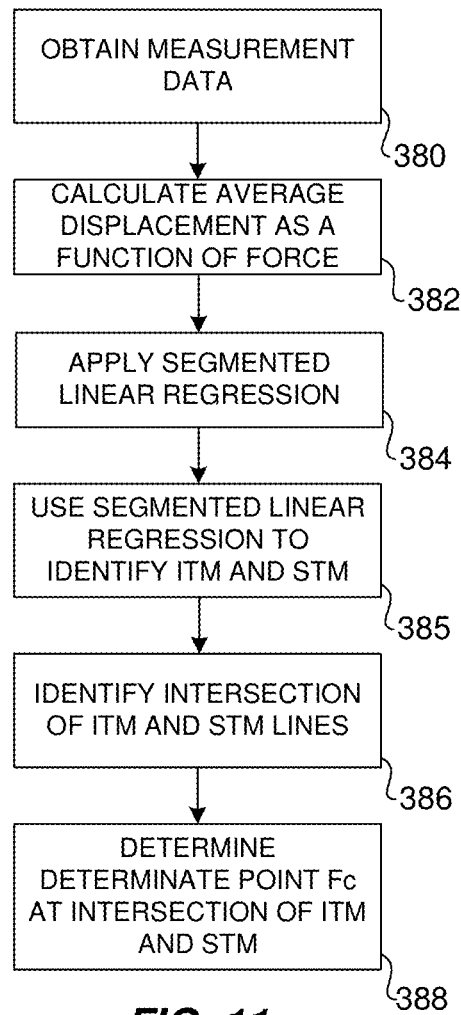 OBTAIN MEASUREMENT
DATA
380
CALCULATE AVERAGE
DISPLACEMENT AS A
FUNCTION OF FORCE
382
APPLY SEGMENTED
LINEAR REGRESSION
384
USE SEGMENTED LINEAR
REGRESSION TO
IDENTIFY ITM AND STM
385
IDENTIFY INTERSECTION
OF ITM AND STM LINES
386
DETERMINE
DETERMINATE POINT Fc
AT INTERSECTION OF ITM
AND STM
388
FIG. 11